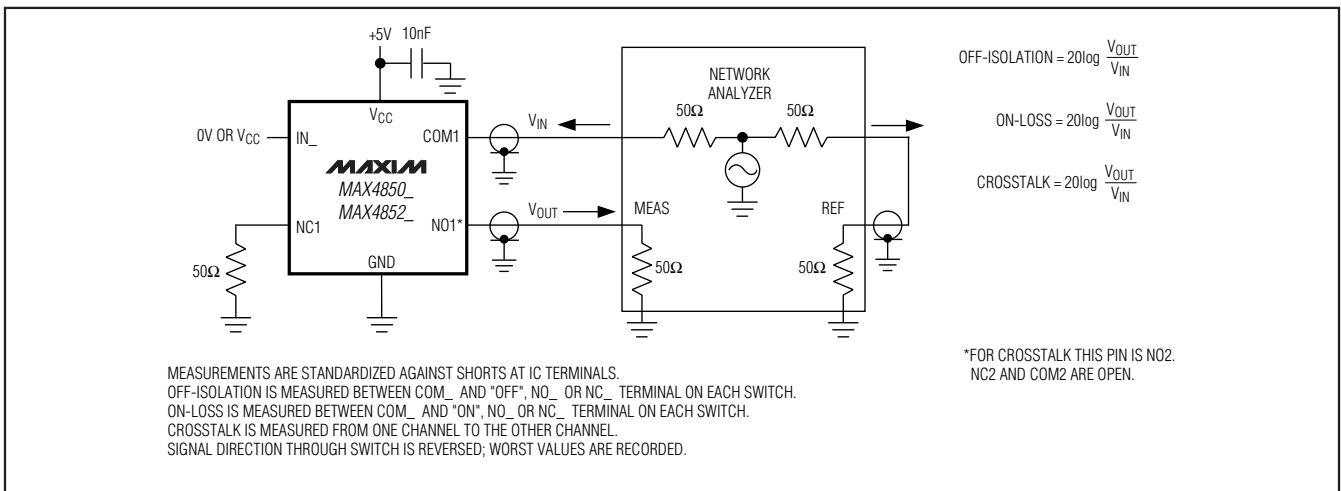 +5V 10nF
VCC
0V OR VCC
IN_
COM1
MAXIM
MAX4850_
MAX4852_
NC1
NO1*
GND
50Ω
VIN
VOUT
NETWORK
ANALYZER
50Ω 50Ω
MEAS REF
50Ω 50Ω
OFF-ISOLATION = 20log VOUT
VIN
ON-LOSS = 20log VOUT
VIN
CROSSTALK = 20log VOUT
VIN
*FOR CROSSTALK THIS PIN IS NO2.
NC2 AND COM2 ARE OPEN.
MEASUREMENTS ARE STANDARDIZED AGAINST SHORTS AT IC TERMINALS.
OFF-ISOLATION IS MEASURED BETWEEN COM_ AND "OFF", NO_ OR NC_ TERMINAL ON EACH SWITCH.
ON-LOSS IS MEASURED BETWEEN COM_ AND "ON", NO_ OR NC_ TERMINAL ON EACH SWITCH.
CROSSTALK IS MEASURED FROM ONE CHANNEL TO THE OTHER CHANNEL.
SIGNAL DIRECTION THROUGH SWITCH IS REVERSED; WORST VALUES ARE RECORDED.